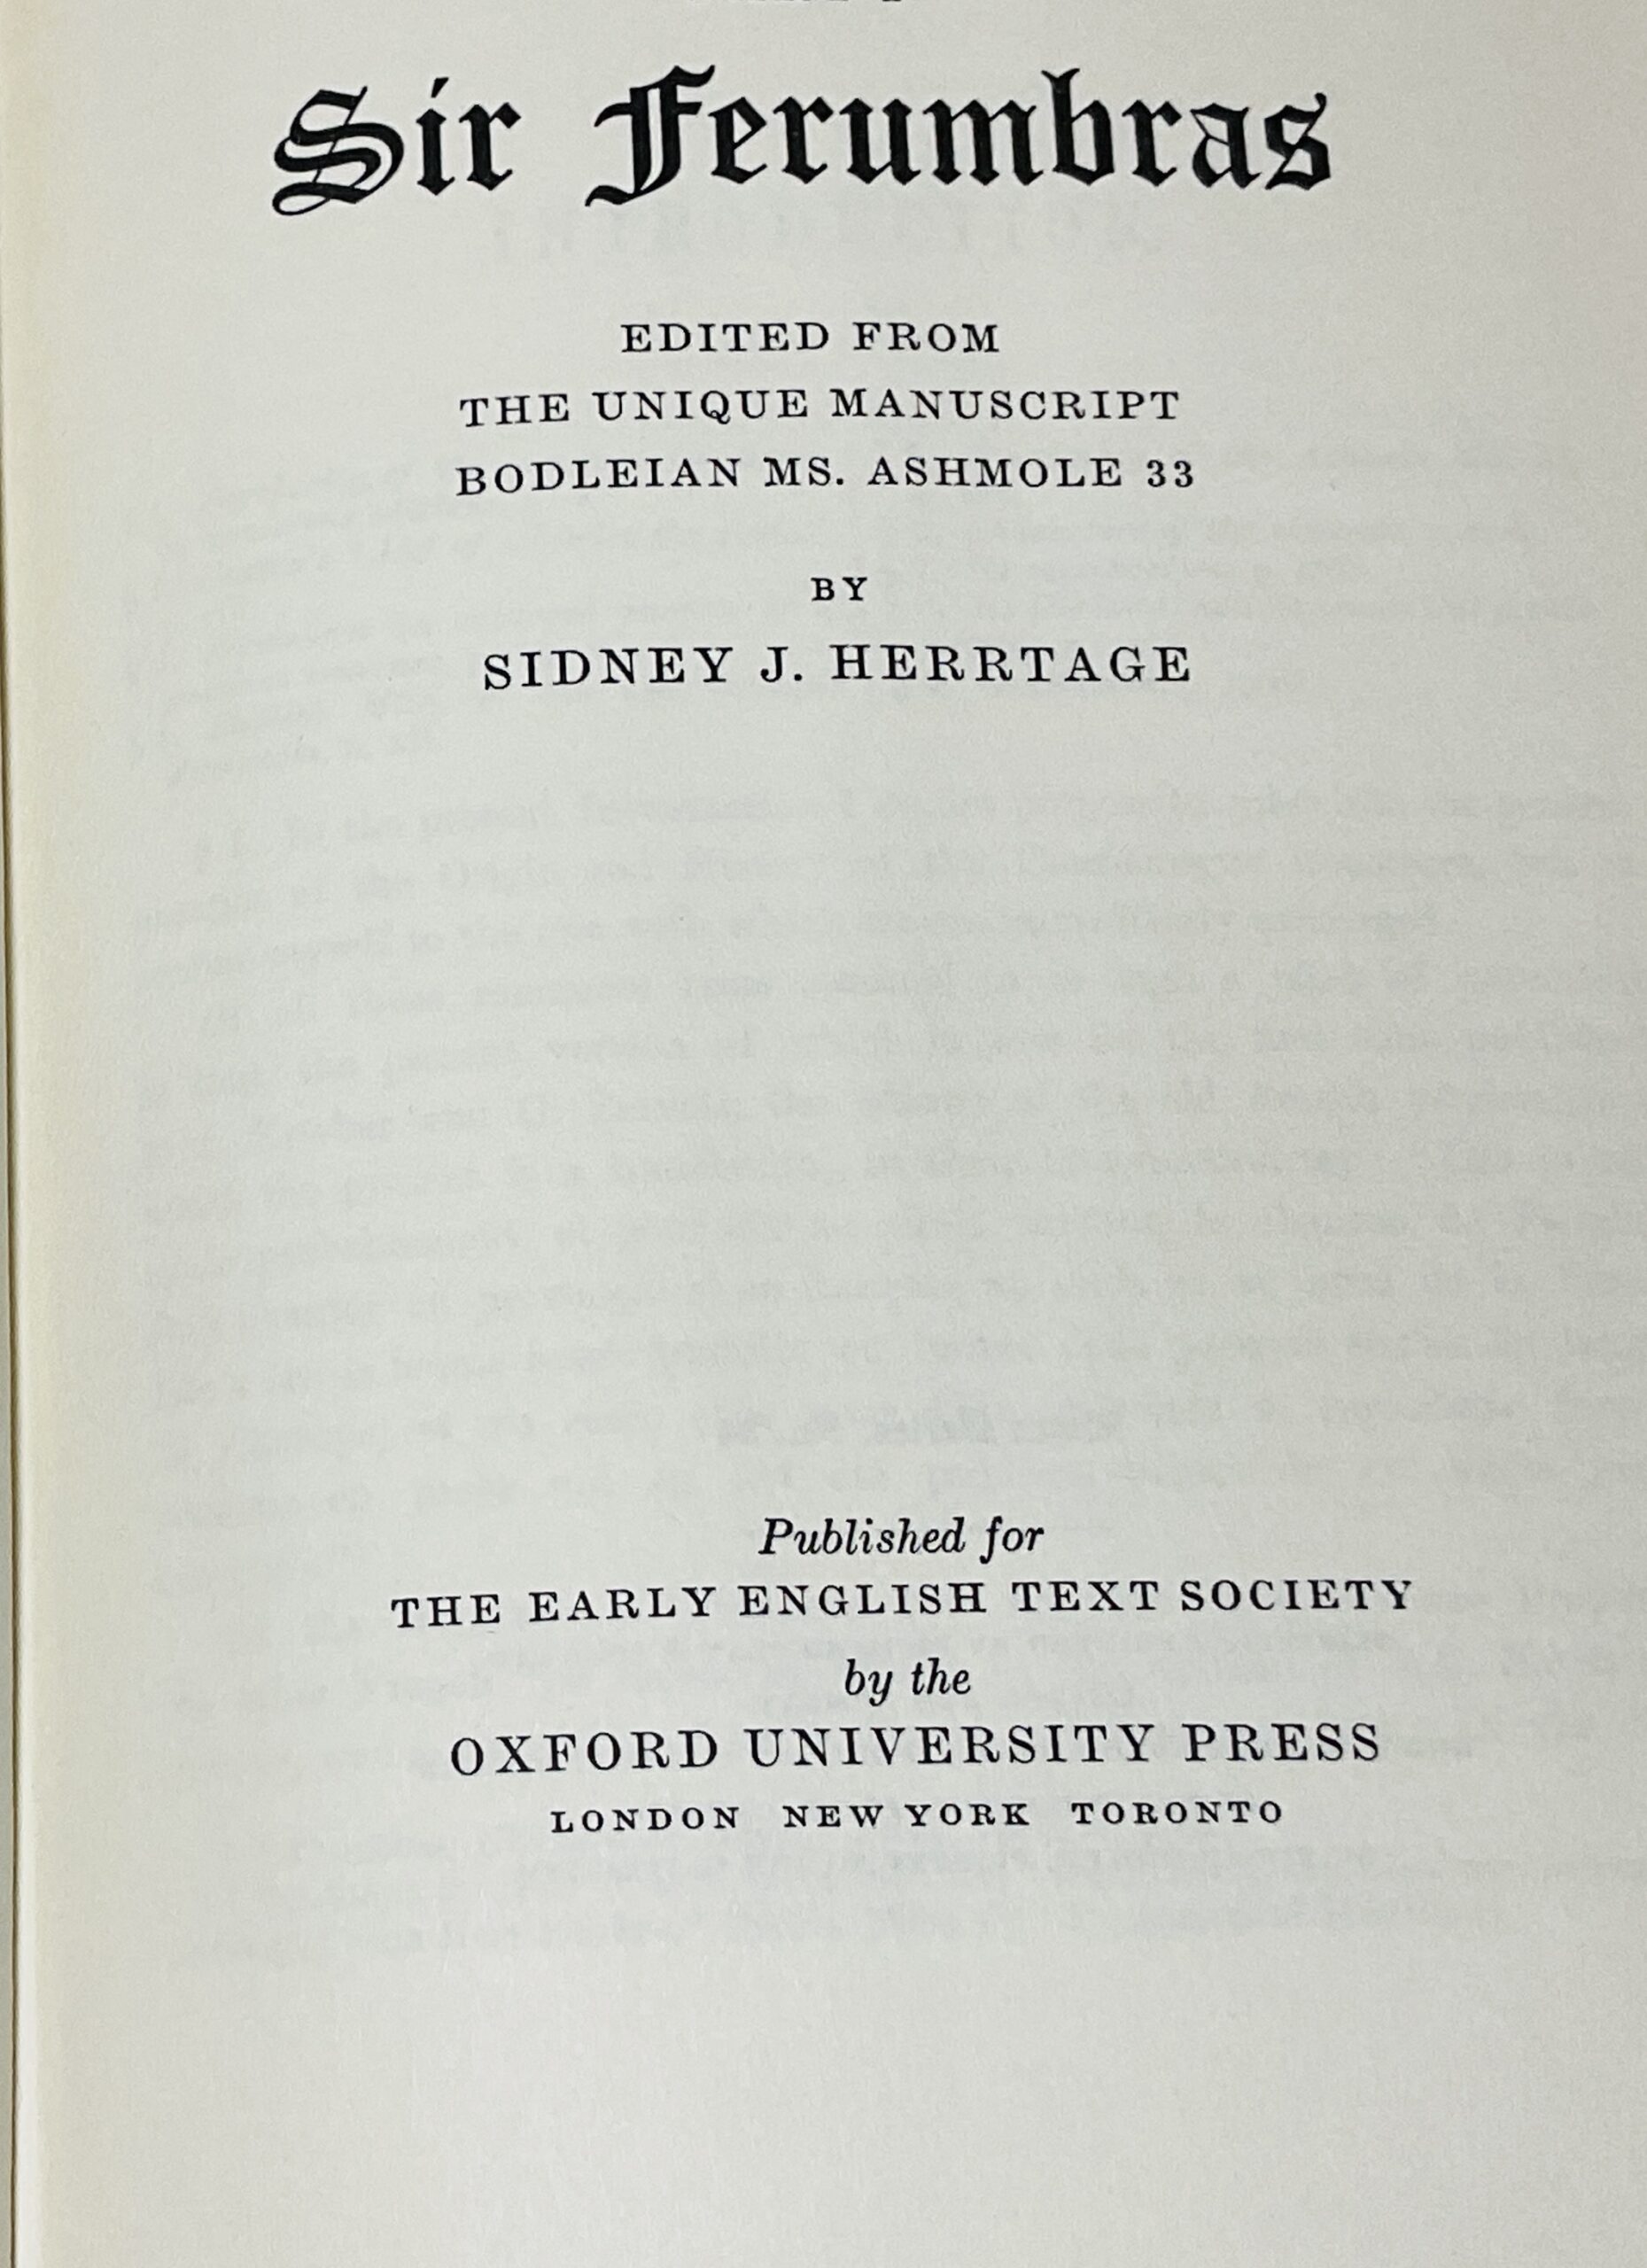 Sir Ferumbras
EDITED FROM
THE UNIQUE MANUSCRIPT
BODLEIAN MS. ASHMOLE 33
BY
SIDNEY J. HERRTAGE
Published for
THE EARLY ENGLISH TEXT SOCIETY
by the
OXFORD UNIVERSITY PRESS
LONDON NEW YORK TORONTO